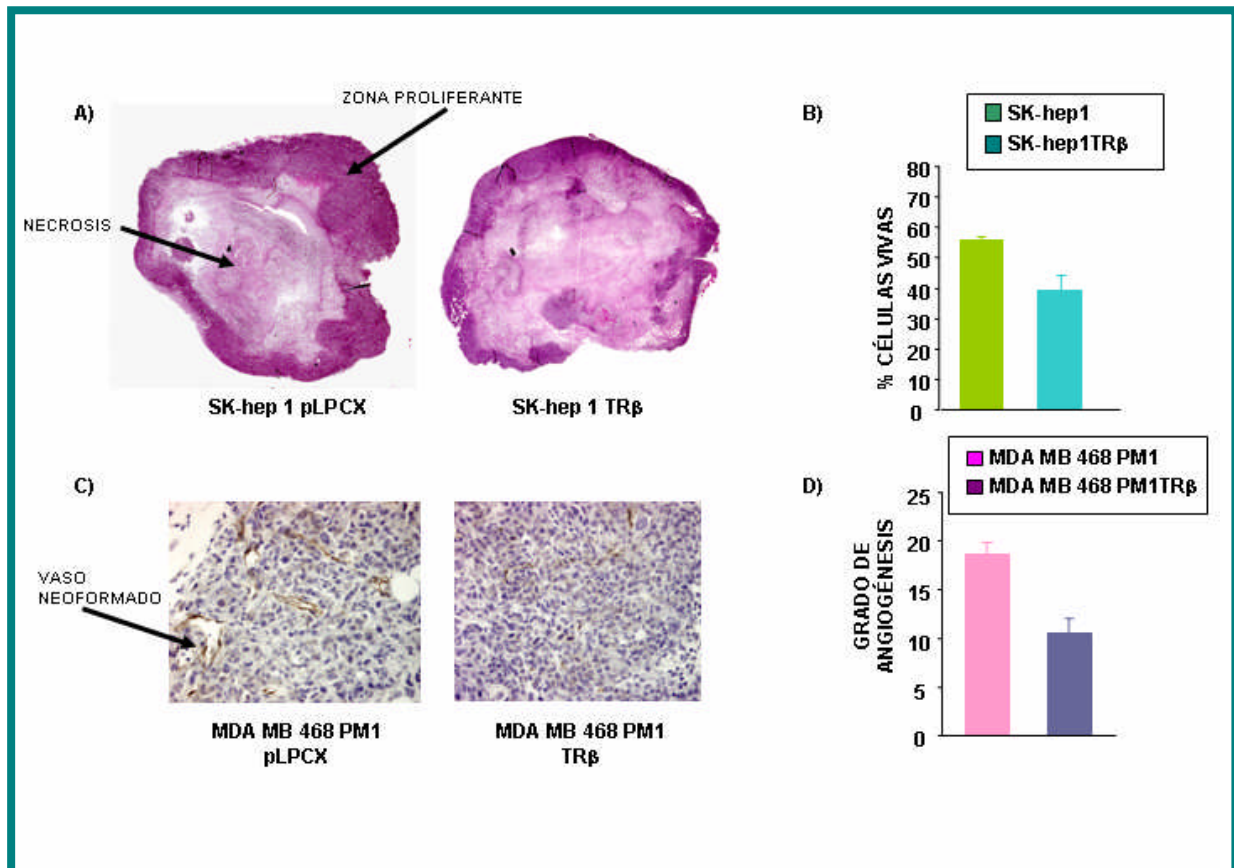 A)
ZONA PROLIFERANTE
NECROSIS
SK-hep 1 pLPCX
SK-hep 1 TRβ
B)
SK-hep1
SK-hep1TRβ
% CÉLULAS VIVAS
80
70
60
50
40
30
20
10
0
C)
VASO
NEOFORMADO
MDA MB 468 PM1
pLPCX
MDA MB 468 PM1
TRβ
D)
MDA MB 468 PM1
MDA MB 468 PM1TRβ
GRADO DE
ANGIOGÉNESIS
25
20
15
10
5
0